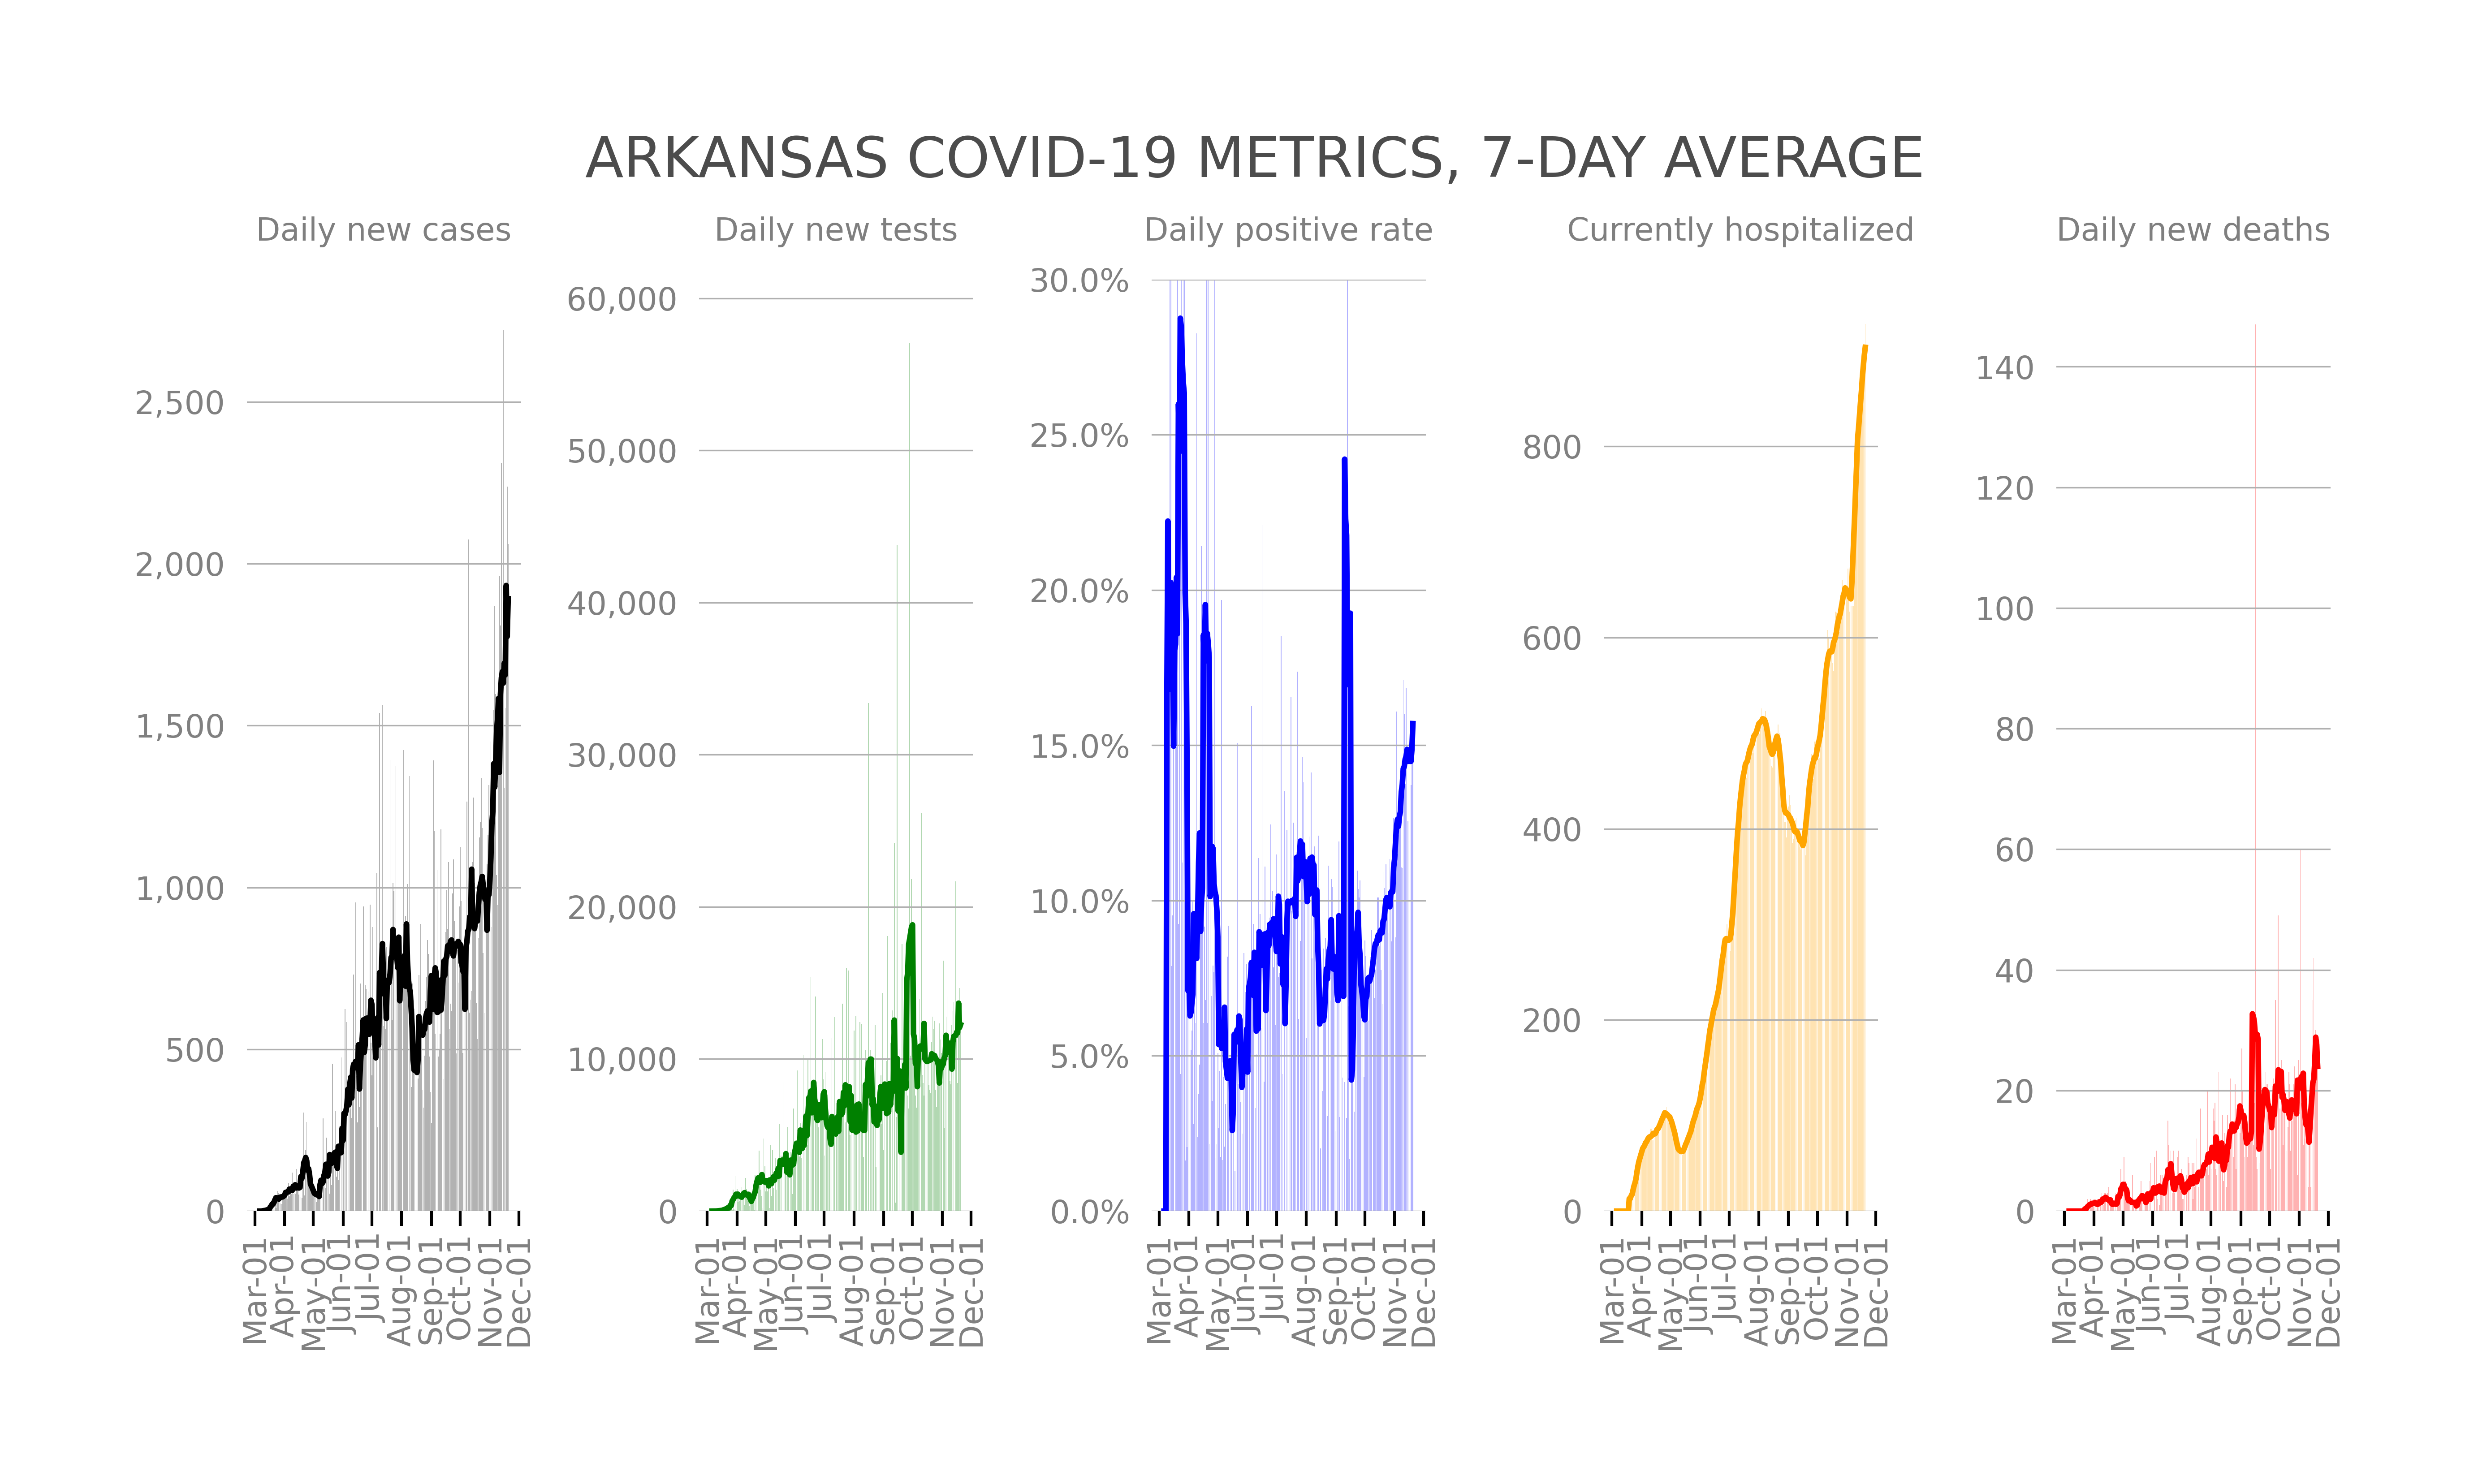 ARKANSAS COVID-19 METRICS, 7-DAY AVERAGE
Daily new cases
2,500
2,000
1,500
1,000
500
0
Mar-01
Apr-01
May-01
Jun-01
Jul-01
Aug-01
Sep-01
Oct-01
Nov-01
Dec-01
Daily new tests
60,000
50,000
40,000
30,000
20,000
10,000
0
Mar-01
Apr-01
May-01
Jun-01
Jul-01
Aug-01
Sep-01
Oct-01
Nov-01
Dec-01
Daily positive rate
30.0%
25.0%
20.0%
15.0%
10.0%
5.0%
0.0%
Mar-01
Apr-01
May-01
Jun-01
Jul-01
Aug-01
Sep-01
Oct-01
Nov-01
Dec-01
Currently hospitalized
800
600
400
200
0
Mar-01
Apr-01
May-01
Jun-01
Jul-01
Aug-01
Sep-01
Oct-01
Nov-01
Dec-01
Daily new deaths
140
120
100
80
60
40
20
0
Mar-01
Apr-01
May-01
Jun-01
Jul-01
Aug-01
Sep-01
Oct-01
Nov-01
Dec-01